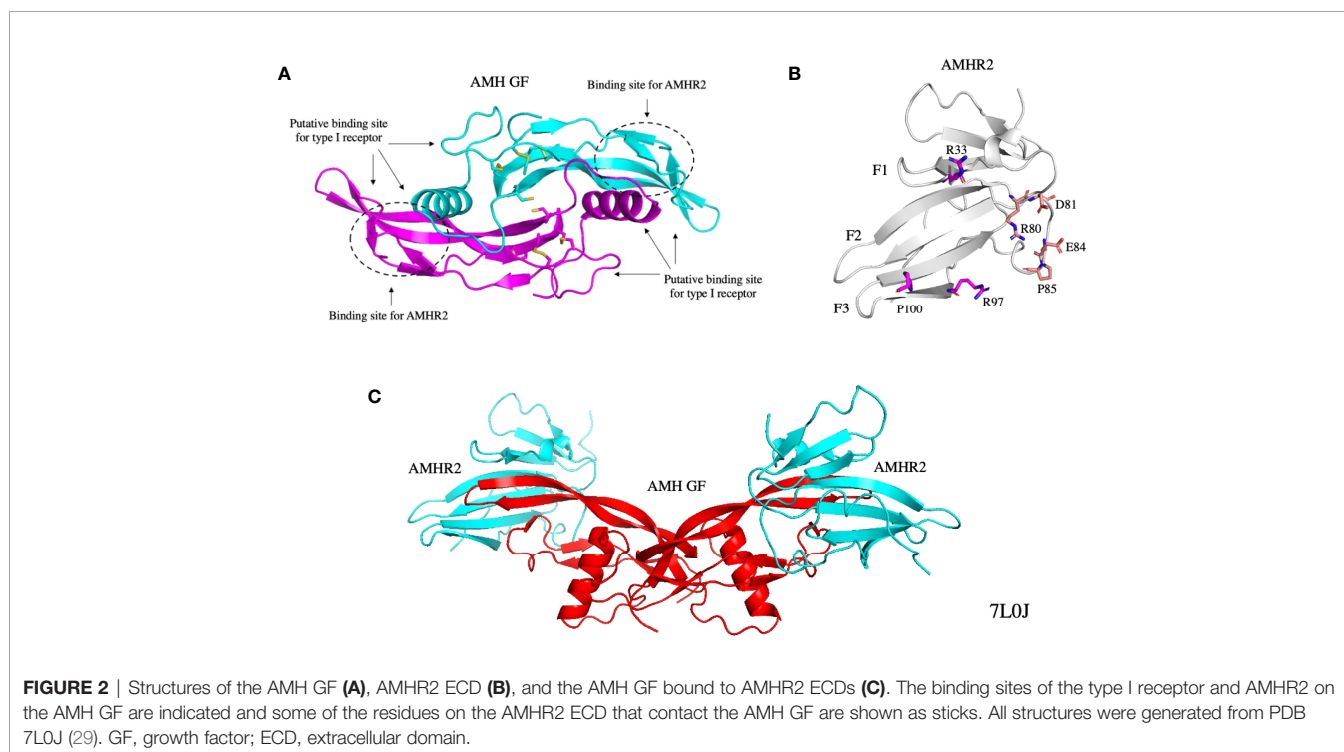 A
AMH GF
Binding site for AMHR2
Putative binding site
for type I receptor
Putative binding site
for type I receptor
Binding site for AMHR2
B
AMHR2
R33
F1
D81
R80
F2
E84
P85
F3
P100
R97
C
AMHR2
AMH GF
AMHR2
7L0J
FIGURE 2 | Structures of the AMH GF (A), AMHR2 ECD (B), and the AMH GF bound to AMHR2 ECDs (C). The binding sites of the type I receptor and AMHR2 on
the AMH GF are indicated and some of the residues on the AMHR2 ECD that contact the AMH GF are shown as sticks. All structures were generated from PDB
7L0J (29). GF, growth factor; ECD, extracellular domain.